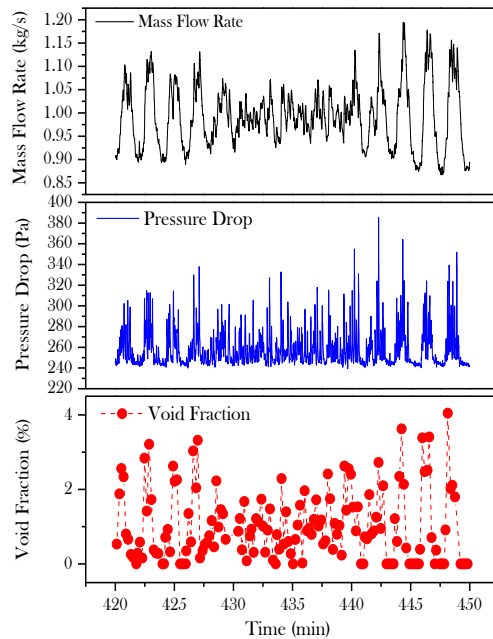 1.20
1.15
1.10
1.05
1.00
0.95
0.90
0.85
Mass Flow Rate (kg/s)
Mass Flow Rate
400
380
360
340
320
300
280
260
240
220
Pressure Drop (Pa)
Pressure Drop
4
2
0
Void Fraction (%)
Void Fraction
420 425 430 435 440 445 450
Time (min)